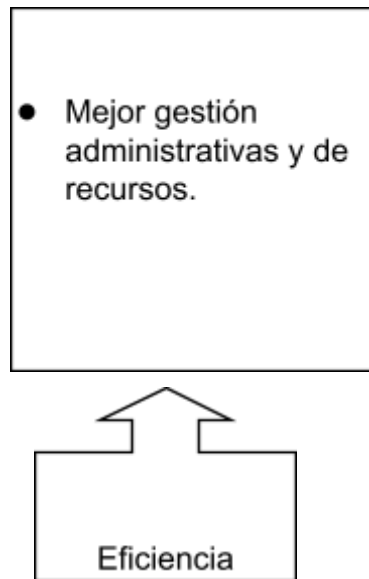 ● Mejor gestión
administrativas y de
recursos.
Eficiencia